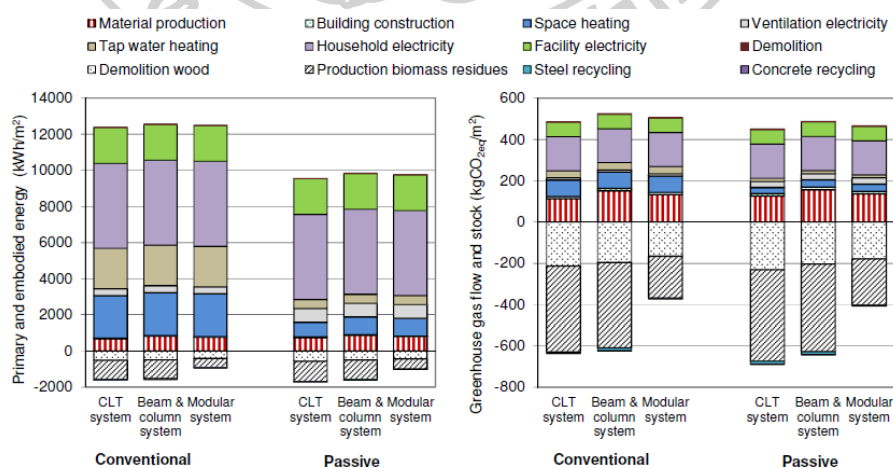 Material production Building construction Space heating Ventilation electricity
Tap water heating Household electricity Facility electricity Demolition
Demolition wood Production biomass residues Steel recycling Concrete recycling
Primary and embodied energy (kWh/m²)
14000
12000
10000
8000
6000
4000
2000
0
-2000
CLT system
Beam & column system
Modular system
CLT system
Beam & column system
Modular system
Conventional Passive
Greenhouse gas flow and stock (kgCO2eq/m²)
600
400
200
0
-200
-400
-600
-800
CLT system
Beam & column system
Modular system
CLT system
Beam & column system
Modular system
Conventional Passive